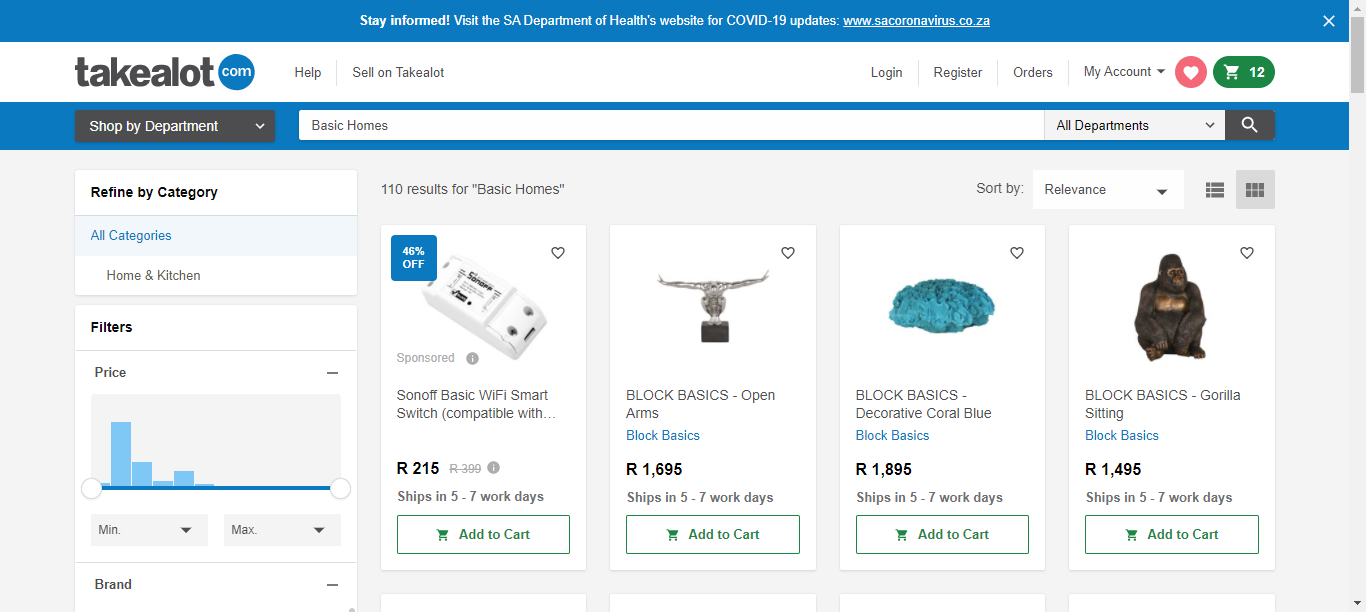 Stay informed! Visit the SA Department of Health's website for COVID-19 updates: www.sacoronavirus.co.za
takealot com
Help
Sell on Takealot
Login
Register
Orders
My Account
12
Shop by Department
Basic Homes
All Departments
Refine by Category
All Categories
Home & Kitchen
Filters
Price
Min.
Max.
Brand
110 results for "Basic Homes"
Sort by:
Relevance
46%
OFF
SONOFF
Sponsored
Sonoff Basic WiFi Smart
Switch (compatible with…
R 215 R 399
Ships in 5 - 7 work days
Add to Cart
BLOCK BASICS - Open
Arms
Block Basics
R 1,695
Ships in 5 - 7 work days
Add to Cart
BLOCK BASICS -
Decorative Coral Blue
Block Basics
R 1,895
Ships in 5 - 7 work days
Add to Cart
BLOCK BASICS - Gorilla
Sitting
Block Basics
R 1,495
Ships in 5 - 7 work days
Add to Cart